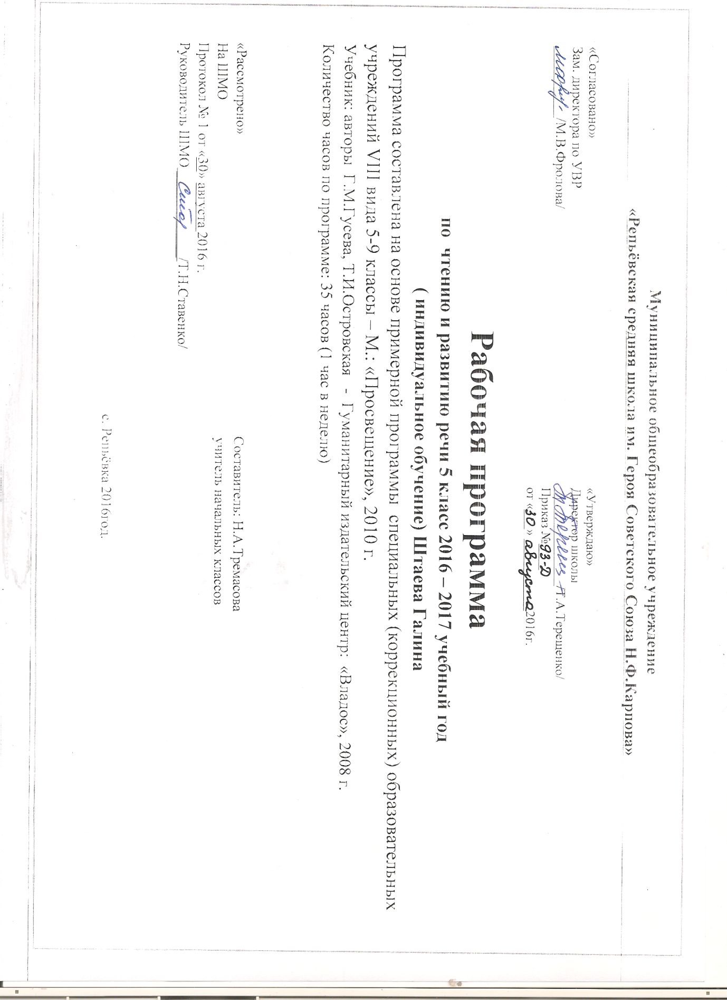 Муниципальное общеобразовательное учреждение
«Репьёвская средняя школа им. Героя Советского Союза Н.Ф.Карпова»
«Согласовано»
Зам. директора по УВР
/М.В.Фролова/
«Утверждаю»
Директор школы
/Т.А.Терещенко/
Приказ №93-Д
от «30» августа2016г.
Рабочая программа
по чтению и развитию речи 5 класс 2016 – 2017 учебный год
( индивидуальное обучение) Штаева Галина
Программа составлена на основе примерной программы специальных (коррекционных) образовательных
учреждений VIII вида 5-9 классы – М.: «Просвещение», 2010 г.
Учебник: авторы Г.М.Гусева, Т.И.Островская - Гуманитарный издательский центр: «Владос», 2008 г.
Количество часов по программе: 35 часов (1 час в неделю)
«Рассмотрено»
На ШМО
Протокол № 1 от «30» августа 2016 г.
Руководитель ШМО /Т.Н.Ставенко/
Составитель: Н.А.Тремасова
учитель начальных классов
с. Репьёвка 2016год.